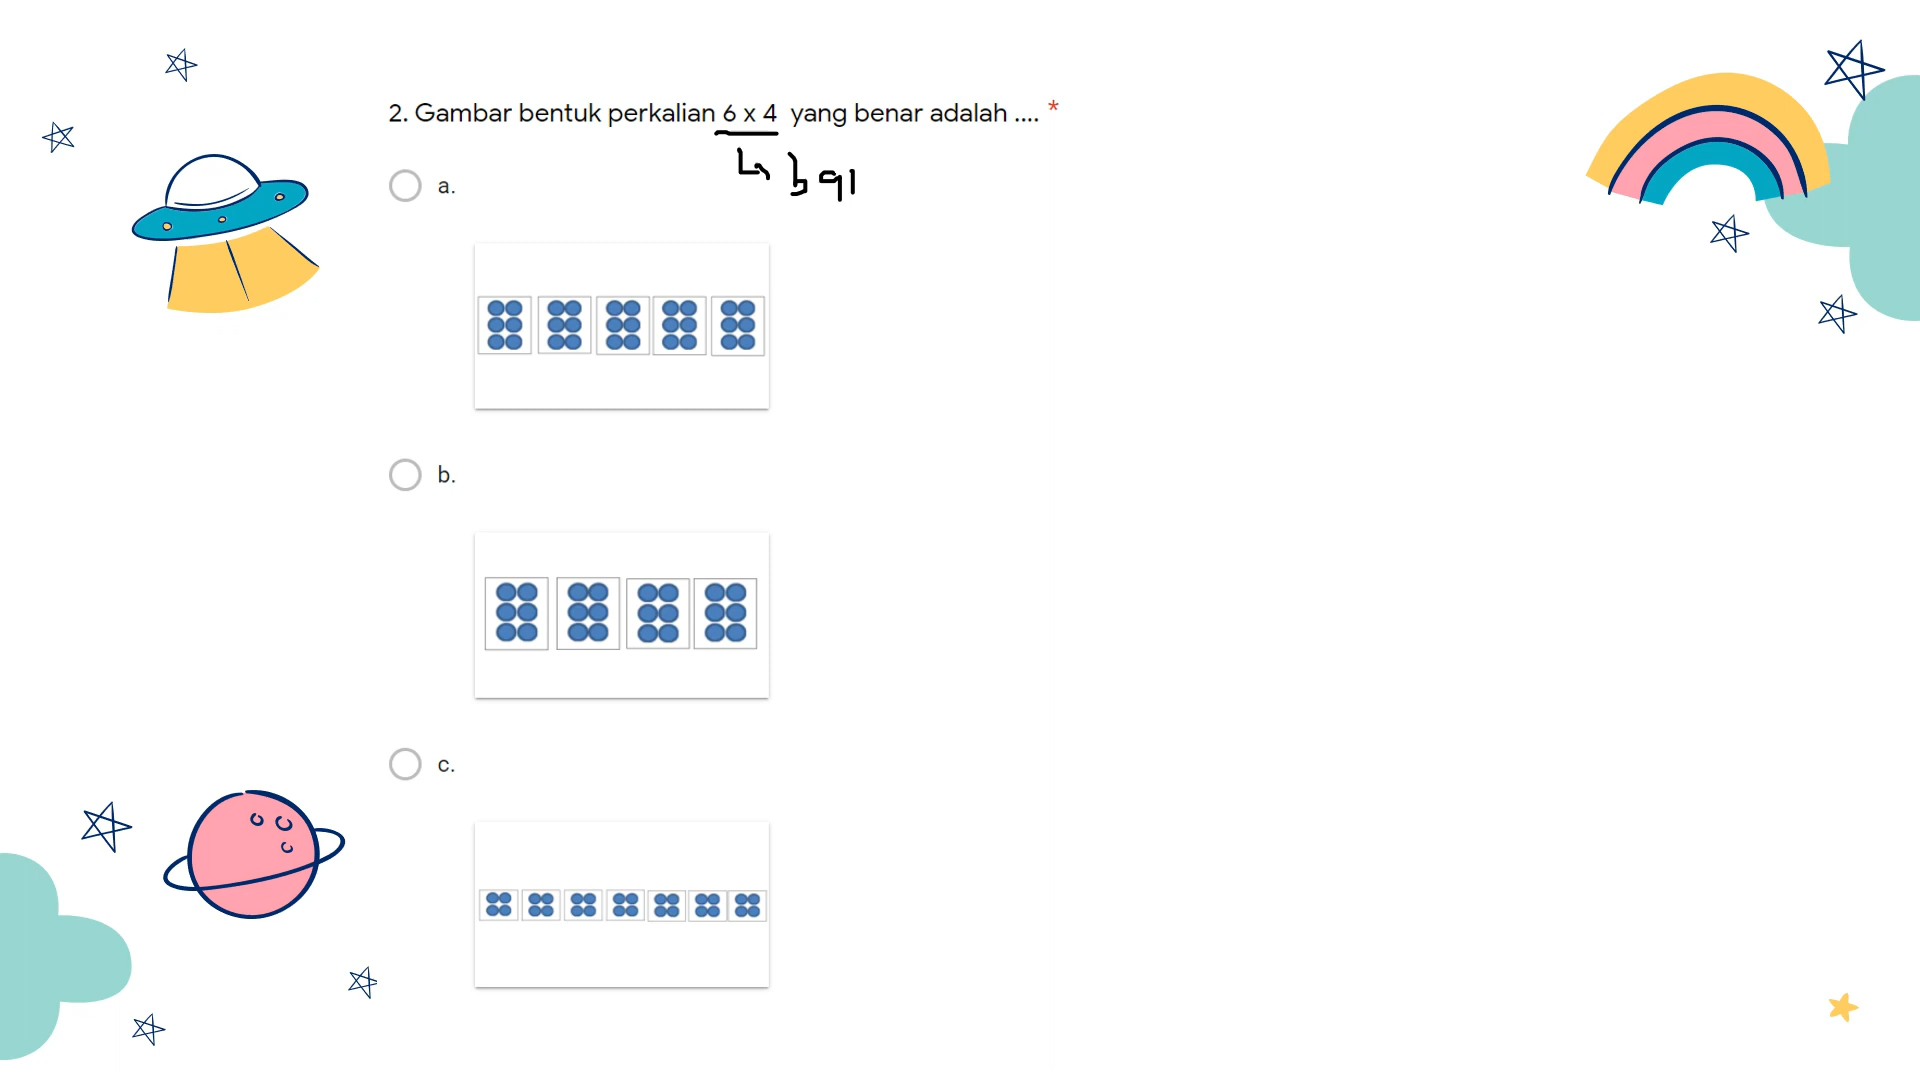 2. Gambar bentuk perkalian 6 x 4 yang benar adalah .... *
a.
b.
c.